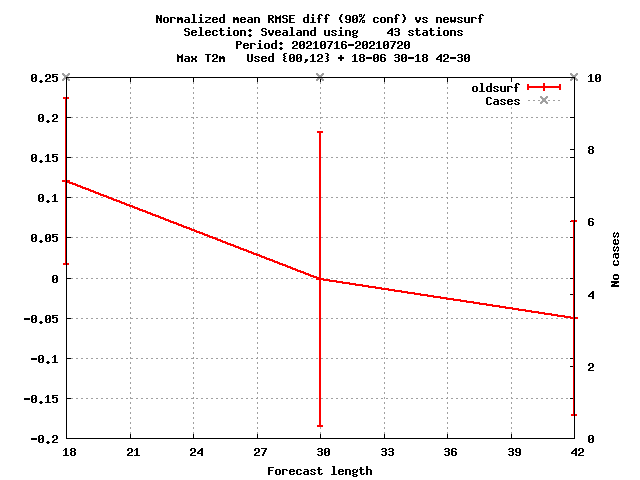 Normalized mean RMSE diff (90% conf) vs newsurf
Selection: Svealand using    43 stations
Period: 20210716-20210720
Max T2m   Used {00,12} + 18-06 30-18 42-30
oldsurf
Cases
0.25
0.2
0.15
0.1
0.05
0
-0.05
-0.1
-0.15
-0.2
10
8
6
4
2
0
No cases
18 21 24 27 30 33 36 39 42
Forecast length